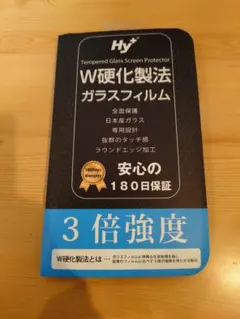 Hy+
Tempered Glass Screen Protector
W硬化製法
ガラスフィルム
全面保護
日本産ガラス
専用設計
抜群のタッチ感
ラウンドエッジ加工
180days
安心の
180日保証
3倍強度
W硬化製法とは…